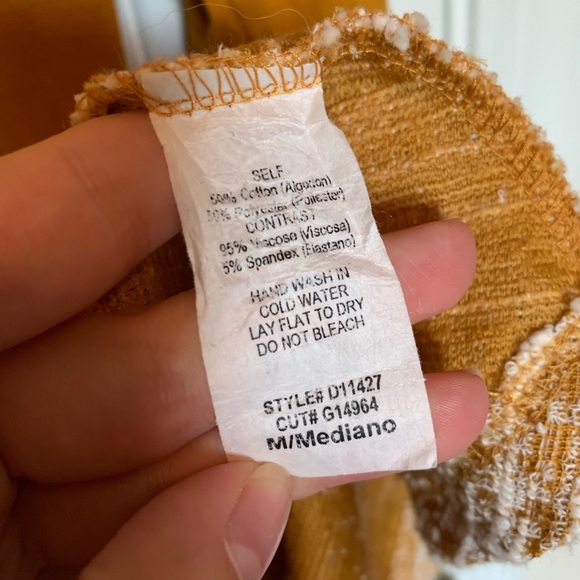 SELF
50% Cotton (Algodon)
50% Polyester (Poliester)
CONTRAST
95% Viscose (Viscosa)
5% Spandex (Elastano)
HAND WASH IN
COLD WATER
LAY FLAT TO DRY
DO NOT BLEACH
STYLE# D11427
CUT# G14964
M/Mediano